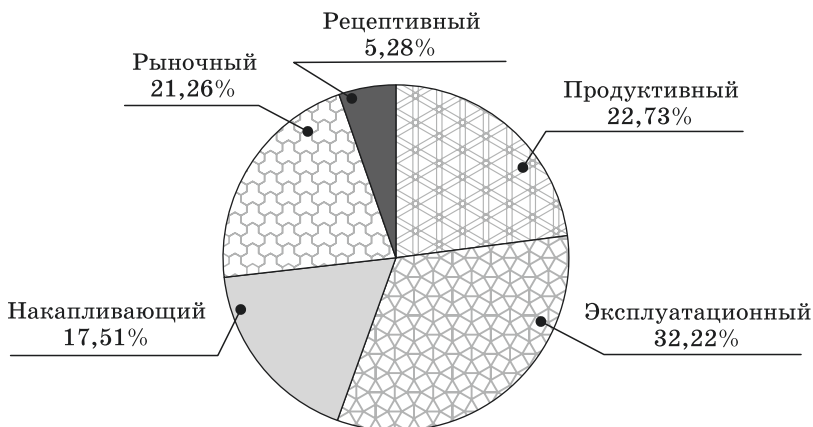 Рецептивный
5,28%
Рыночный
21,26%
Продуктивный
22,73%
Накапливающий
17,51%
Эксплуатационный
32,22%